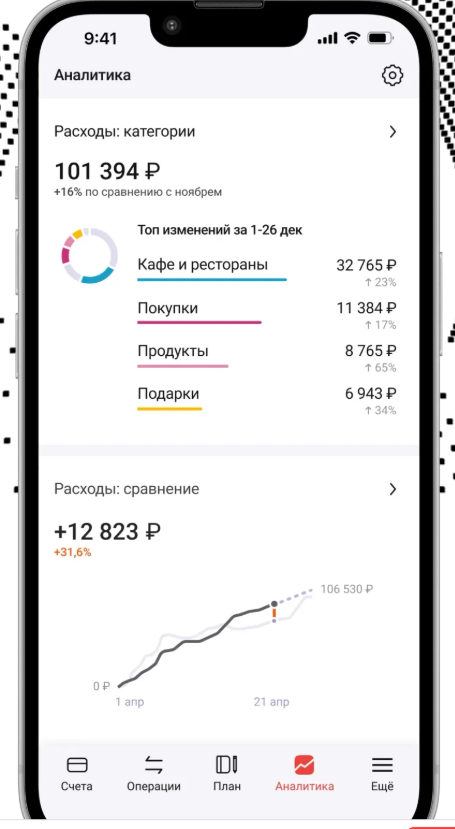 9:41
Аналитика
Расходы: категории
101 394 ₽
+16% по сравнению с ноябрем
Топ изменений за 1-26 дек
Кафе и рестораны 32 765 ₽
↑ 23%
Покупки 11 384 ₽
↑ 17%
Продукты 8 765 ₽
↑ 65%
Подарки 6 943 ₽
↑ 34%
Расходы: сравнение
+12 823 ₽
+31,6%
106 530 ₽
0 ₽
1 апр 21 апр
Счета Операции План Аналитика Ещё